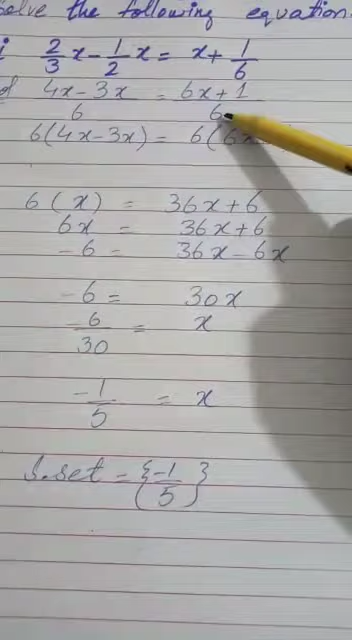 Solve the following equation
i 2/3 x - 1/2 x = x + 1/6
(4x - 3x)/6 = (6x + 1)/6
6(4x - 3x) = 6(6x
6(x) = 36x + 6
6x = 36x + 6
-6 = 36x - 6x
-6 = 30x
-6/30 = x
-1/5 = x
S.set = {-1/5}